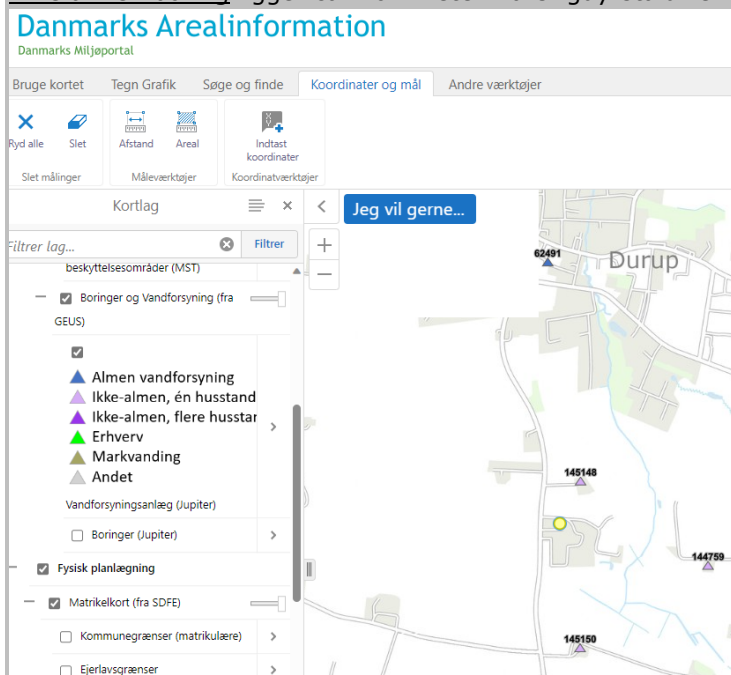 Danmarks Arealinformation
Danmarks Miljøportal
Bruge kortet Tegn Grafik Søge og finde Koordinater og mål Andre værktøjer
Ryd alle Slet Afstand Areal Indtast
koordinater
Slet målinger Måleværktøjer Koordinatværktøjer
Kortlag
Jeg vil gerne...
Filtrer lag... Filtrer
beskyttelsesområder (MST)
Boringer og Vandforsyning (fra
GEUS)
Almen vandforsyning
Ikke-almen, én husstand
Ikke-almen, flere husstar
Erhverv
Markvanding
Andet
Vandforsyningsanlæg (Jupiter)
Boringer (Jupiter)
Fysisk planlægning
Matrikelkort (fra SDFE)
Kommunegrænser (matrikulære)
Ejerlavsgrænser
62491
Durup
145148
144759
145150